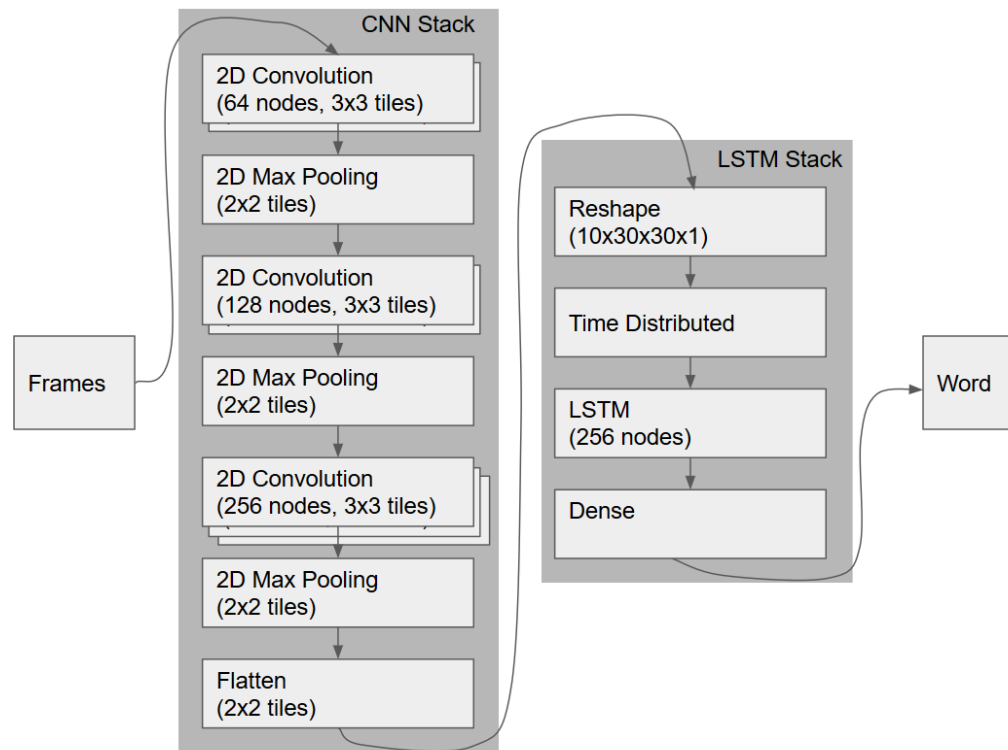 CNN Stack
2D Convolution
(64 nodes, 3x3 tiles)
2D Max Pooling
(2x2 tiles)
2D Convolution
(128 nodes, 3x3 tiles)
2D Max Pooling
(2x2 tiles)
2D Convolution
(256 nodes, 3x3 tiles)
2D Max Pooling
(2x2 tiles)
Flatten
(2x2 tiles)
Frames
LSTM Stack
Reshape
(10x30x30x1)
Time Distributed
LSTM
(256 nodes)
Dense
Word